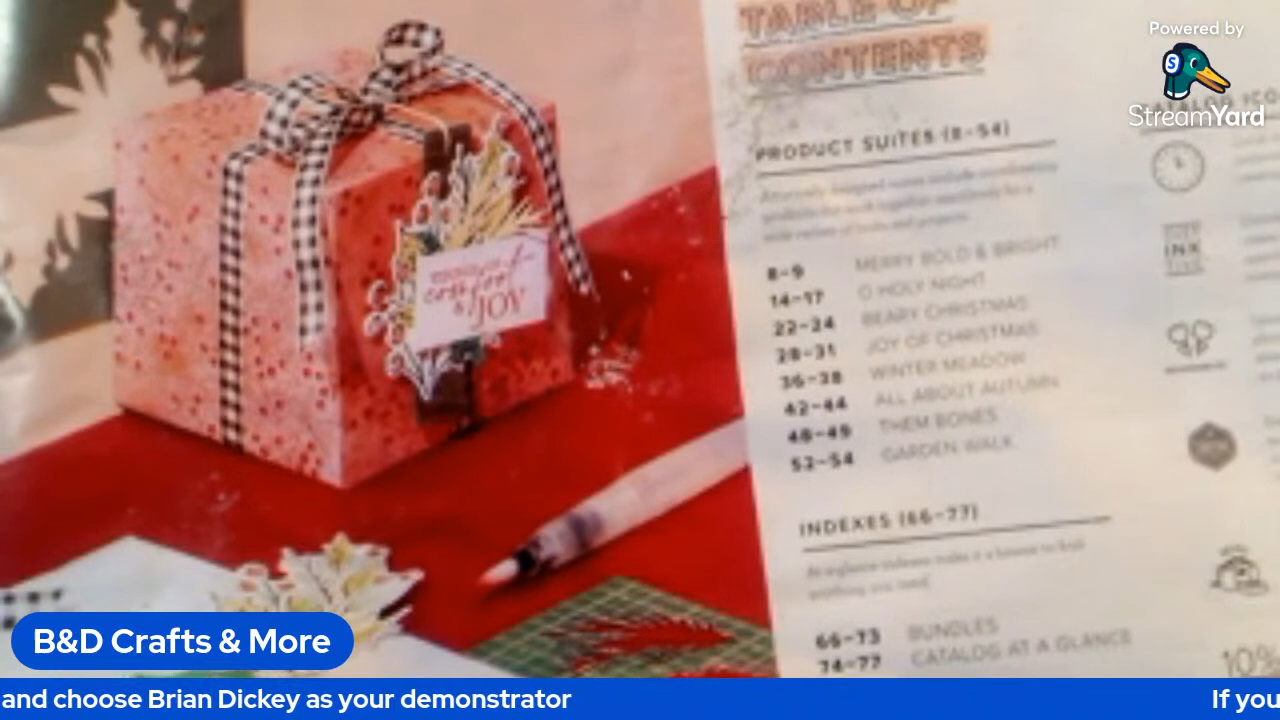 TABLE OF
CONTENTS
Powered by
StreamYard
PRODUCT SUITES (8–54)
8–9 MERRY BOLD & BRIGHT
14–17 O HOLY NIGHT
22–24 BEARY CHRISTMAS
28–31 JOY OF CHRISTMAS
36–38 WINTER MEADOW
42–44 ALL ABOUT AUTUMN
48–49 THEM BONES
52–54 GARDEN WALK
INK
comfort
& JOY
INDEXES (66–77)
66–73 BUNDLES
74–77 CATALOG AT A GLANCE
10%
B&D Crafts & More
and choose Brian Dickey as your demonstrator
If you